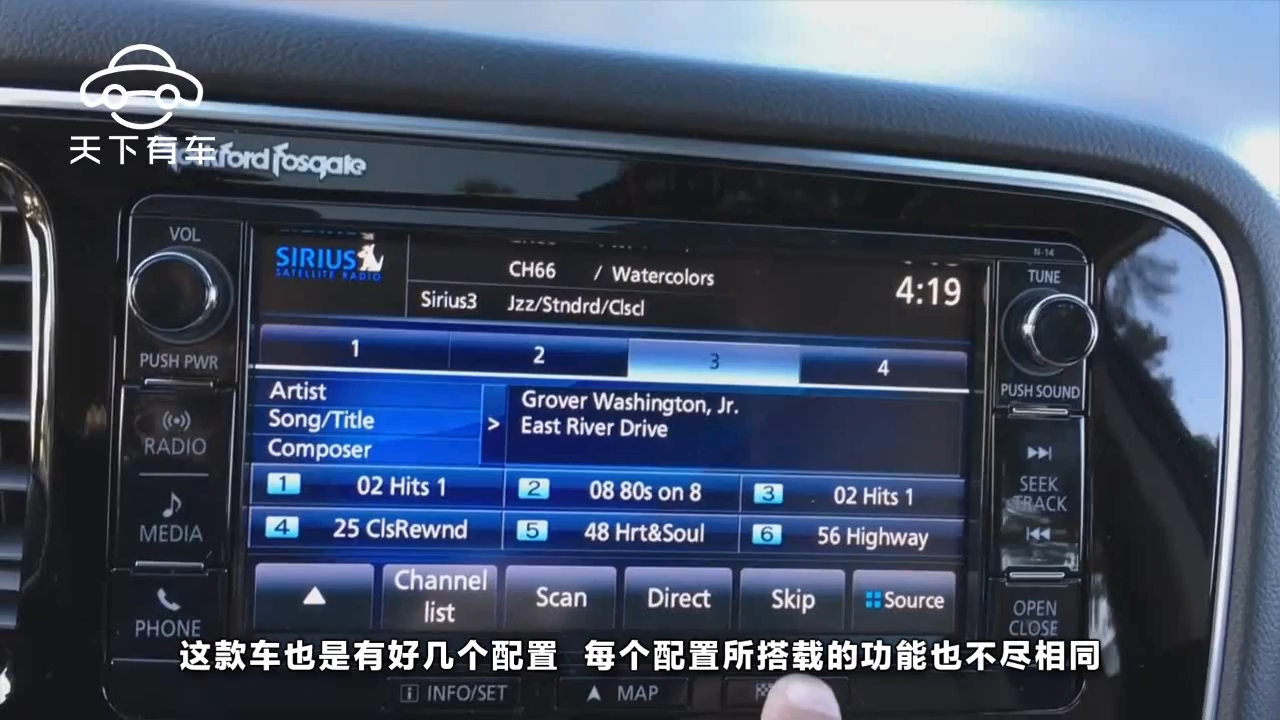 天下有车
Rockford Fosgate
VOL
PUSH PWR
RADIO
MEDIA
PHONE
SIRIUS
SATELLITE RADIO
CH66 / Watercolors
Sirius3 Jzz/Stndrd/Clscl
4:19
1 2 3 4
Artist
Song/Title
Composer
>
Grover Washington, Jr.
East River Drive
1 02 Hits 1 2 08 80s on 8 3 02 Hits 1
4 25 ClsRewnd 5 48 Hrt&Soul 6 56 Highway
Channel
list
Scan Direct Skip Source
N-14
TUNE
PUSH SOUND
SEEK
TRACK
OPEN
CLOSE
INFO/SET MAP
这款车也是有好几个配置 每个配置所搭载的功能也不尽相同